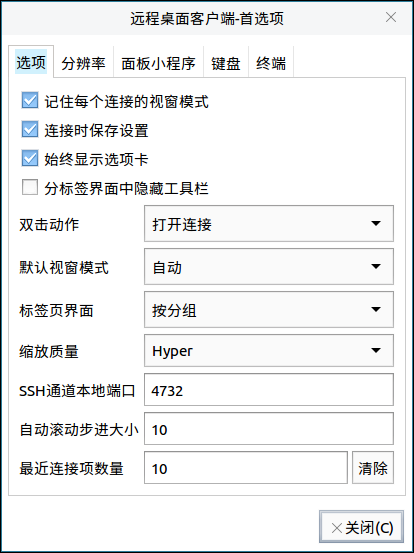 远程桌面客户端-首选项
选项 分辨率 面板小程序 键盘 终端
记住每个连接的视窗模式
连接时保存设置
始终显示选项卡
分标签界面中隐藏工具栏
双击动作 打开连接
默认视窗模式 自动
标签页界面 按分组
缩放质量 Hyper
SSH通道本地端口 4732
自动滚动步进大小 10
最近连接项数量 10 清除
关闭(C)